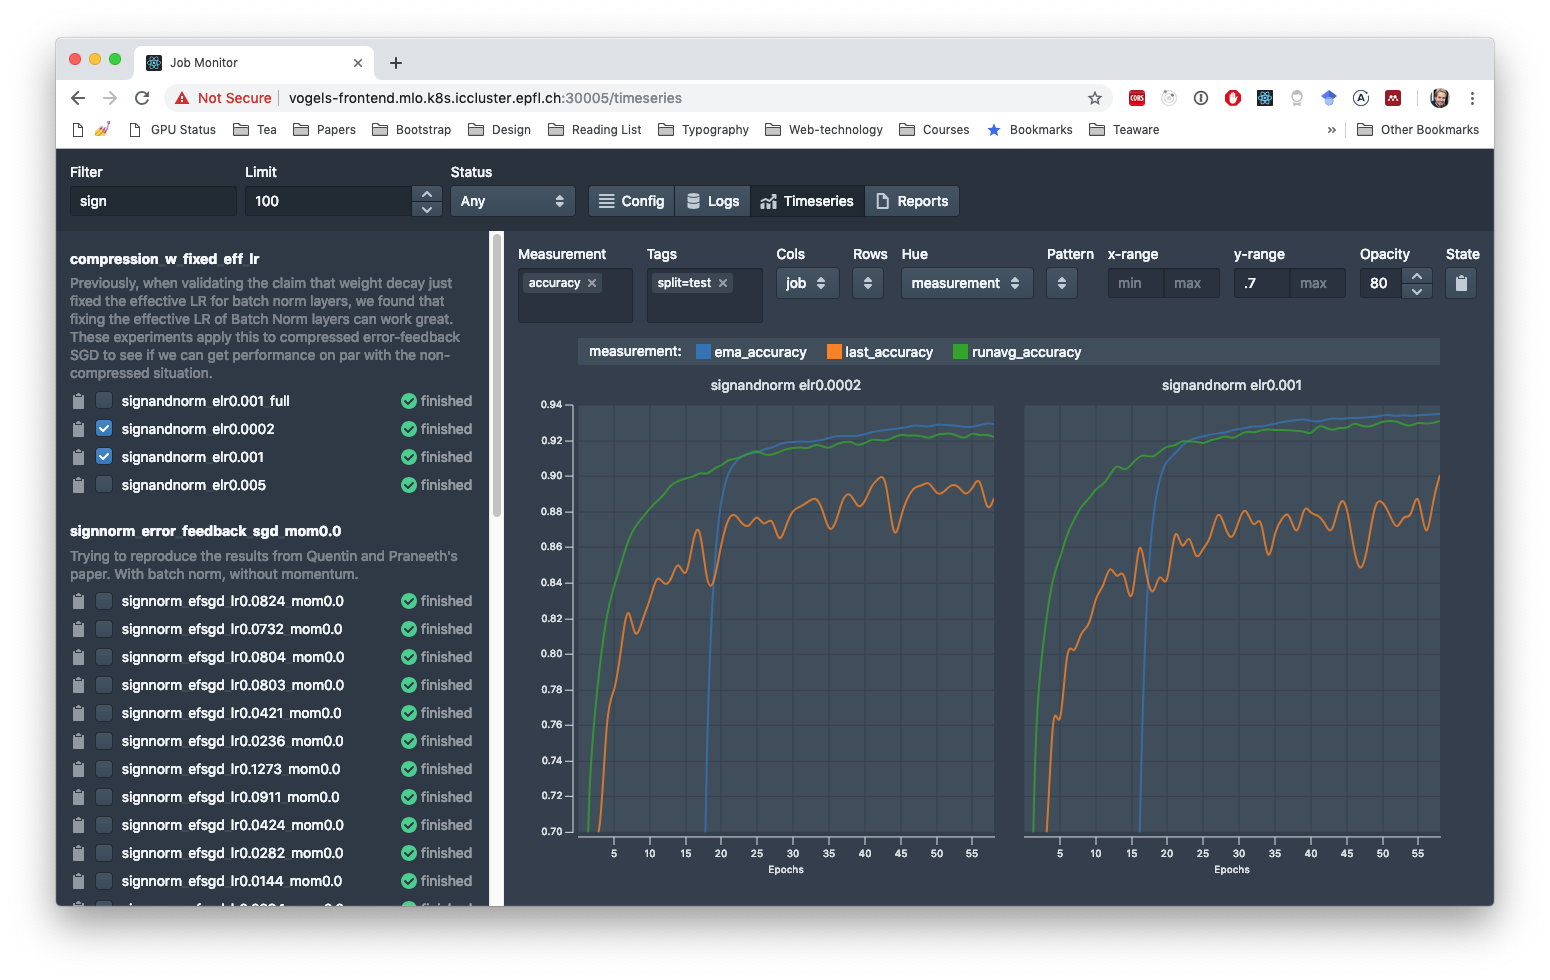 Job Monitor
Not Secure
vogels-frontend.mlo.k8s.iccluster.epfl.ch:30005/timeseries
CORS
GPU Status
Tea
Papers
Bootstrap
Design
Reading List
Typography
Web-technology
Courses
Bookmarks
Teaware
»
Other Bookmarks
Filter
Limit
Status
sign
100
Any
Config
Logs
Timeseries
Reports
compression_w_fixed_eff_lr
Previously, when validating the claim that weight decay just
fixed the effective LR for batch norm layers, we found that
fixing the effective LR of Batch Norm layers can work great.
These experiments apply this to compressed error-feedback
SGD to see if we can get performance on par with the non-
compressed situation.
signandnorm_elr0.001_full finished
signandnorm_elr0.0002 finished
signandnorm_elr0.001 finished
signandnorm_elr0.005 finished
signnorm_error_feedback_sgd_mom0.0
Trying to reproduce the results from Quentin and Praneeth's
paper. With batch norm, without momentum.
signnorm_efsgd_lr0.0824_mom0.0 finished
signnorm_efsgd_lr0.0732_mom0.0 finished
signnorm_efsgd_lr0.0804_mom0.0 finished
signnorm_efsgd_lr0.0803_mom0.0 finished
signnorm_efsgd_lr0.0421_mom0.0 finished
signnorm_efsgd_lr0.0236_mom0.0 finished
signnorm_efsgd_lr0.1273_mom0.0 finished
signnorm_efsgd_lr0.0911_mom0.0 finished
signnorm_efsgd_lr0.0424_mom0.0 finished
signnorm_efsgd_lr0.0282_mom0.0 finished
signnorm_efsgd_lr0.0144_mom0.0 finished
Measurement
Tags
Cols
Rows
Hue
Pattern
x-range
y-range
Opacity
State
accuracy
split=test
job
measurement
min
max
.7
max
80
measurement: ema_accuracy last_accuracy runavg_accuracy
signandnorm elr0.0002
signandnorm elr0.001
0.94
0.92
0.90
0.88
0.86
0.84
0.82
0.80
0.78
0.76
0.74
0.72
0.70
5 10 15 20 25 30 35 40 45 50 55
Epochs
5 10 15 20 25 30 35 40 45 50 55
Epochs